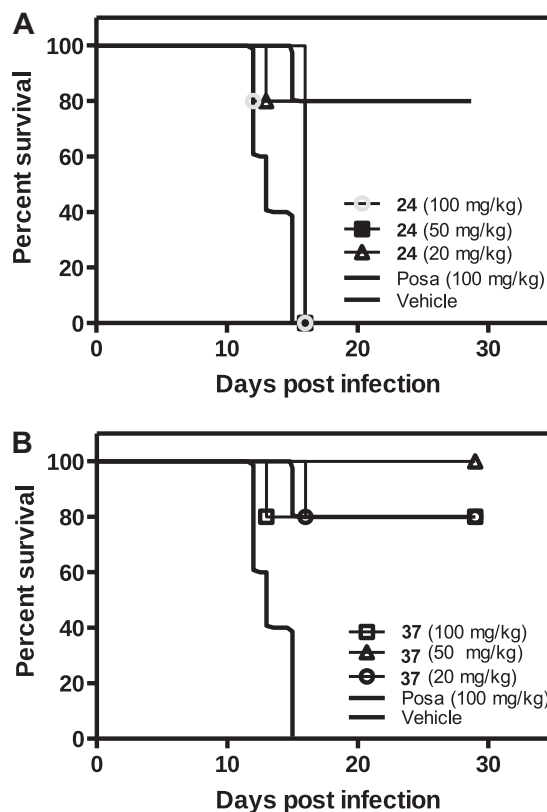 A
Percent survival
100
80
60
40
20
0
24 (100 mg/kg)
24 (50 mg/kg)
24 (20 mg/kg)
Posa (100 mg/kg)
Vehicle
0 10 20 30
Days post infection
B
Percent survival
100
80
60
40
20
0
37 (100 mg/kg)
37 (50 mg/kg)
37 (20 mg/kg)
Posa (100 mg/kg)
Vehicle
0 10 20 30
Days post infection